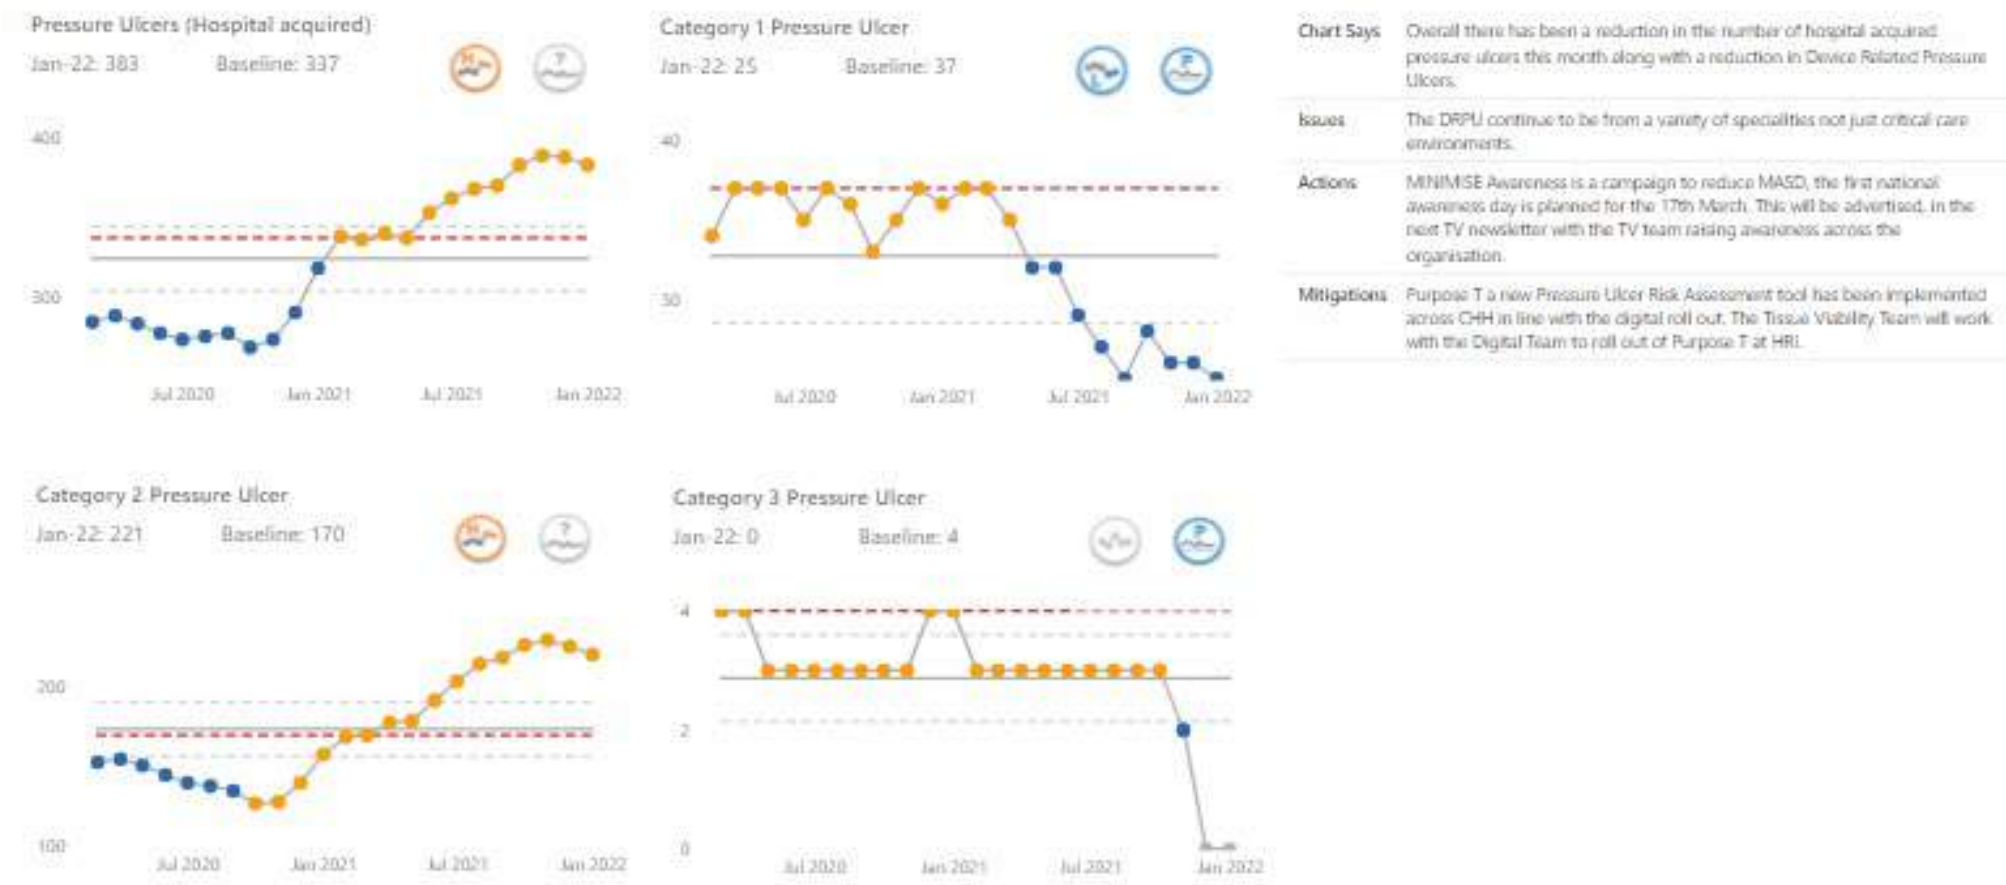 Pressure Ulcers (Hospital acquired)
Jan-22: 383 Baseline: 337
H
?
400
300
Jul 2020 Jan 2021 Jul 2021 Jan 2022
Category 1 Pressure Ulcer
Jan-22: 25 Baseline: 37
L
P
40
30
Jul 2020 Jan 2021 Jul 2021 Jan 2022
Chart Says Overall there has been a reduction in the number of hospital acquired
pressure ulcers this month along with a reduction in Device Related Pressure
Ulcers.
Issues The DRPU continue to be from a variety of specialities not just critical care
environments.
Actions MINIMISE Awareness is a campaign to reduce MASD, the first national
awareness day is planned for the 17th March. This will be advertised, in the
next TV newsletter with the TV team raising awareness across the
organisation.
Mitigations Purpose T a new Pressure Ulcer Risk Assessment tool has been implemented
across CHH in line with the digital roll out. The Tissue Viability Team will work
with the Digital Team to roll out of Purpose T at HRI.
Category 2 Pressure Ulcer
Jan-22: 221 Baseline: 170
H
?
200
100
Jul 2020 Jan 2021 Jul 2021 Jan 2022
Category 3 Pressure Ulcer
Jan-22: 0 Baseline: 4
P
4
2
0
Jul 2020 Jan 2021 Jul 2021 Jan 2022